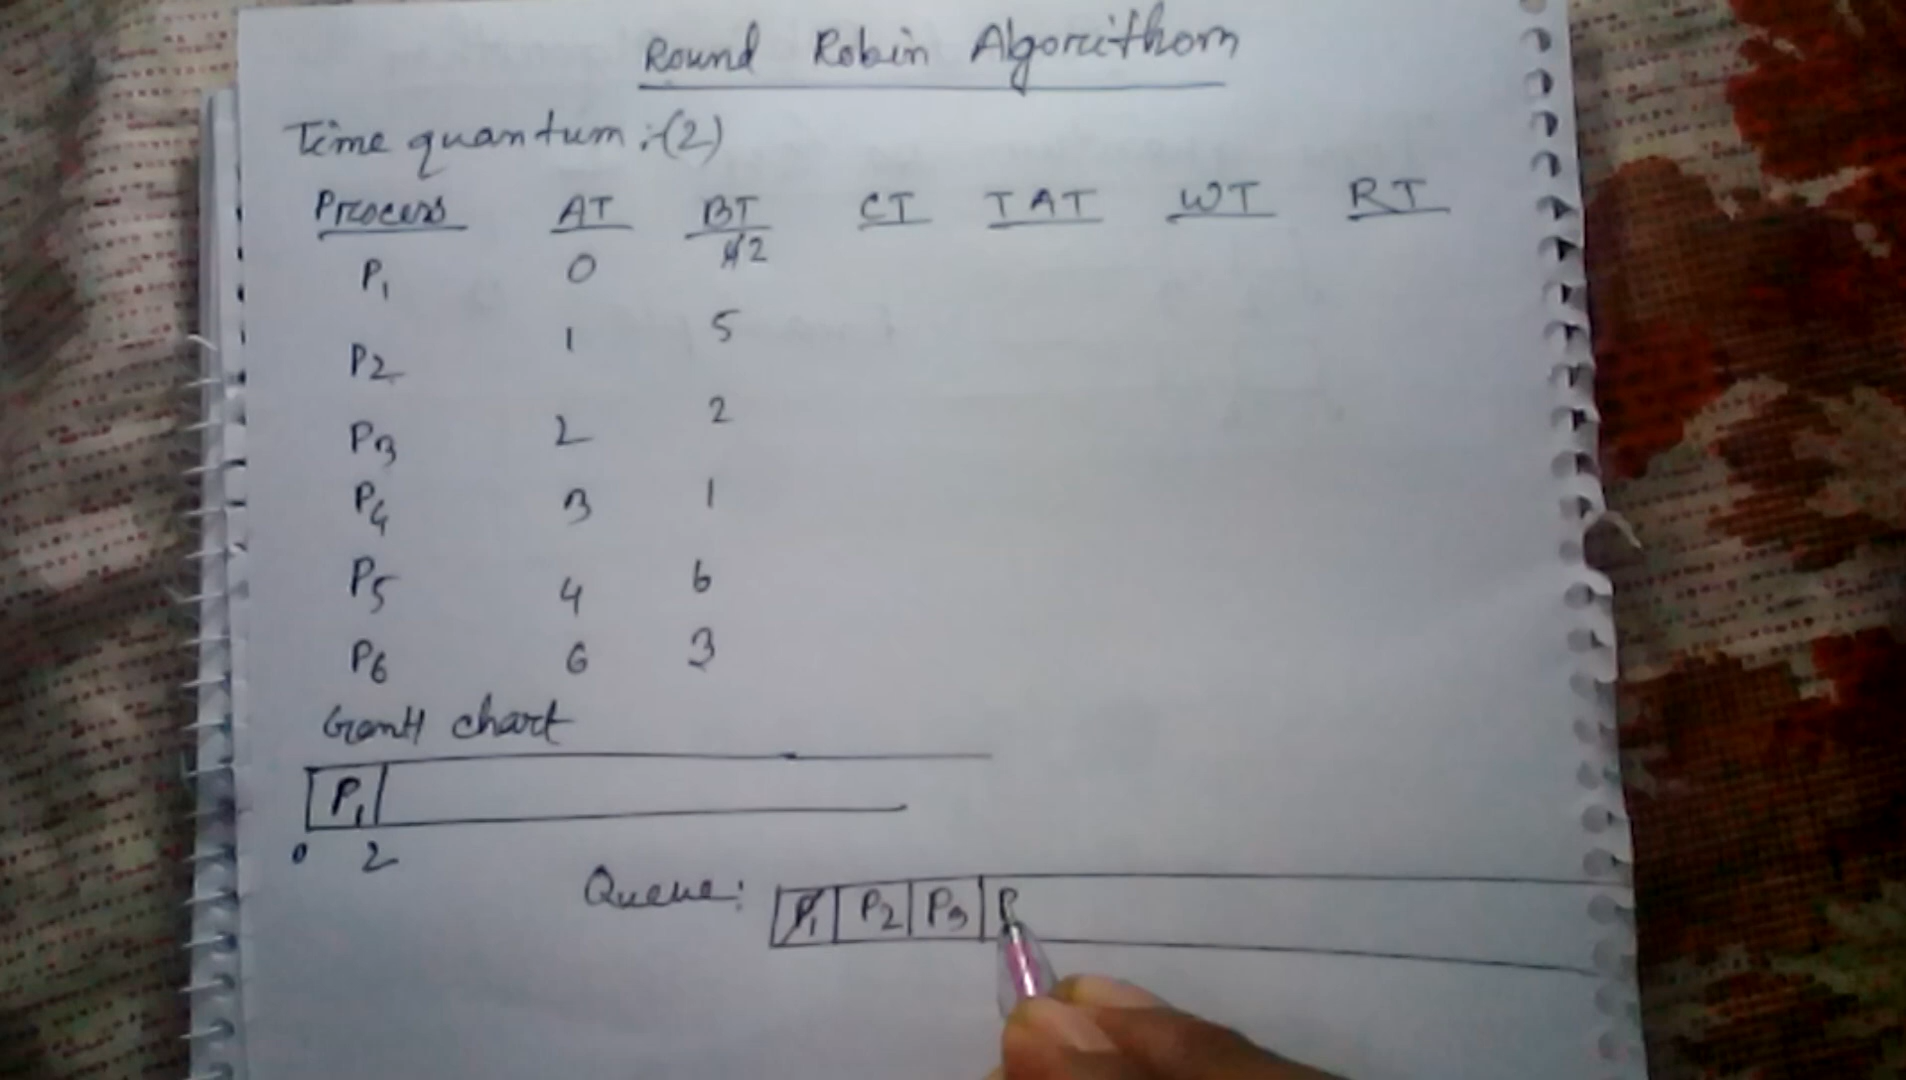 Round Robin Algorithom
Time quantum :-(2)
Process AT BT CT TAT WT RT
P1 0 4 2
P2 1 5
P3 2 2
P4 3 1
P5 4 6
P6 6 3
Gantt chart
P1
0 2
Queue: P1 P2 P3 P